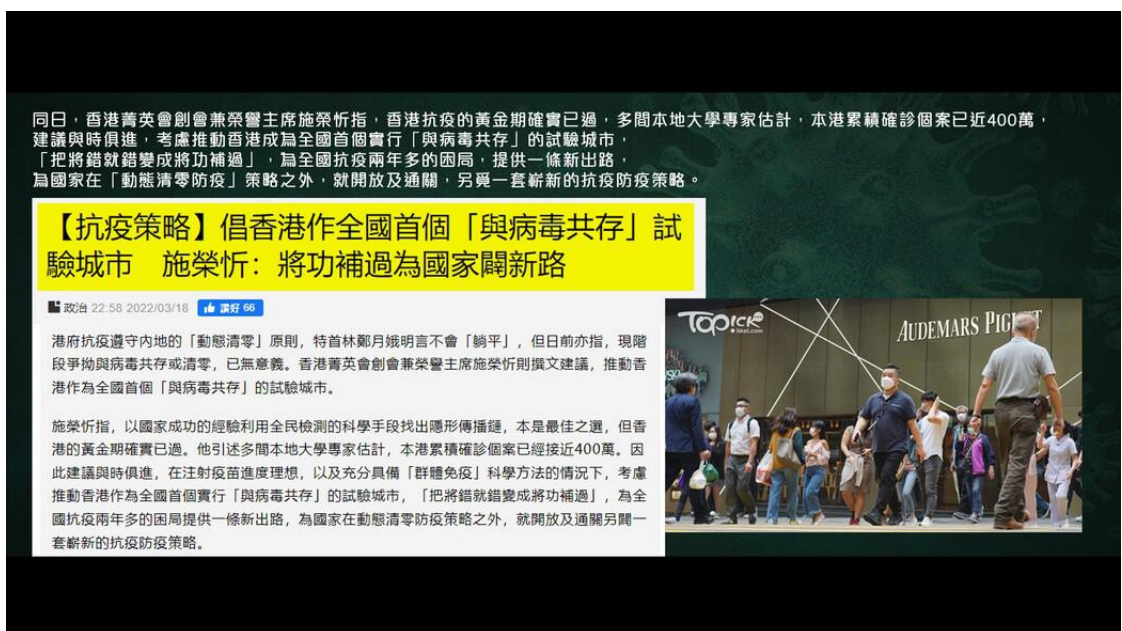 同日，香港菁英會創會兼榮譽主席施榮忻指，香港抗疫的黃金期確實已過，多間本地大學專家估計，本港累積確診個案已近400萬，
建議與時俱進，考慮推動香港成為全國首個實行「與病毒共存」的試驗城市，
「把將錯就錯變成將功補過」，為全國抗疫兩年多的困局，提供一條新出路，
為國家在「動態清零防疫」策略之外，就開放及通關，另覓一套嶄新的抗疫防疫策略。
【抗疫策略】倡香港作全國首個「與病毒共存」試
驗城市　施榮忻：將功補過為國家闢新路
政治 22:58 2022/03/18 讚好 66
港府抗疫遵守內地的「動態清零」原則，特首林鄭月娥明言不會「躺平」，但日前亦指，現階
段爭拗與病毒共存或清零，已無意義。香港菁英會創會兼榮譽主席施榮忻則撰文建議，推動香
港作為全國首個「與病毒共存」的試驗城市。
施榮忻指，以國家成功的經驗利用全民檢測的科學手段找出隱形傳播鏈，本是最佳之選，但香
港的黃金期確實已過。他引述多間本地大學專家估計，本港累積確診個案已經接近400萬。因
此建議與時俱進，在注射疫苗進度理想，以及充分具備「群體免疫」科學方法的情況下，考慮
推動香港作為全國首個實行「與病毒共存」的試驗城市，「把將錯就錯變成將功補過」，為全
國抗疫兩年多的困局提供一條新出路，為國家在動態清零防疫策略之外，就開放及通關另闢一
套嶄新的抗疫防疫策略。
TOPick
hket.com
AUDEMARS PIGUET